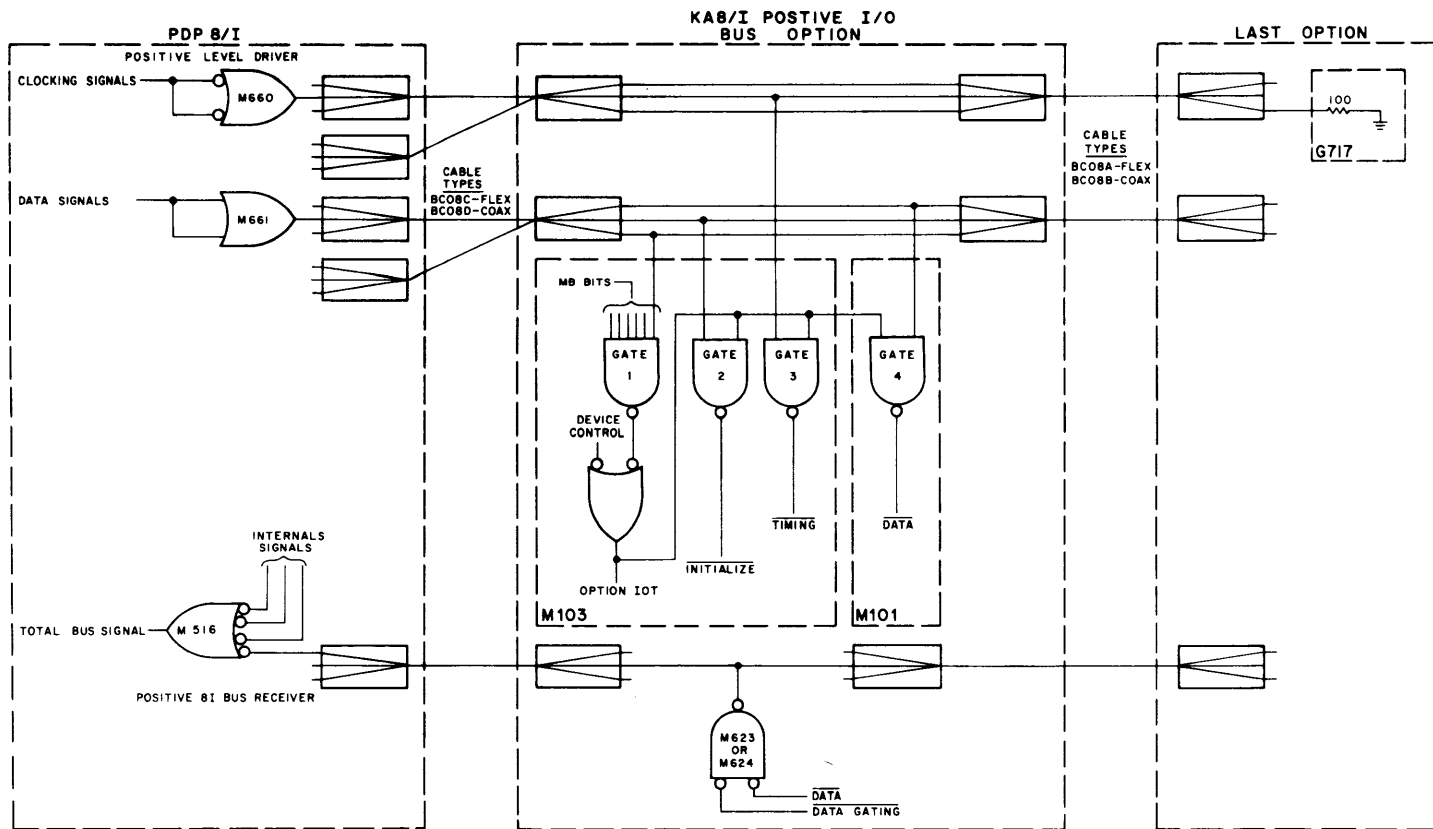 KA8/I POSTIVE I/O
BUS OPTION
PDP 8/I
LAST OPTION
POSITIVE LEVEL DRIVER
CLOCKING SIGNALS
M660
100
G717
CABLE
TYPES
BC08C-FLEX
BC08D-COAX
CABLE
TYPES
BC08A-FLEX
BC08B-COAX
DATA SIGNALS
M661
MB BITS
GATE
1
GATE
2
GATE
3
GATE
4
DEVICE
CONTROL
TIMING
DATA
INITIALIZE
OPTION IOT
M103
M101
INTERNALS
SIGNALS
TOTAL BUS SIGNAL
M 516
POSITIVE 8I BUS RECEIVER
M623
OR
M624
DATA
DATA GATING